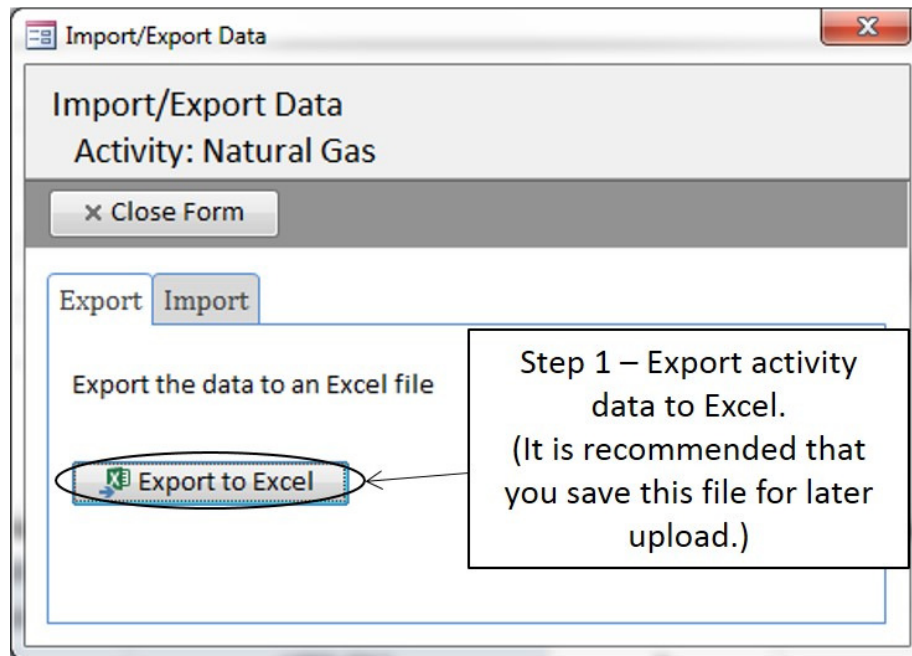 Import/Export Data
Import/Export Data
Activity: Natural Gas
× Close Form
Export Import
Export the data to an Excel file
Export to Excel
Step 1 – Export activity
data to Excel.
(It is recommended that
you save this file for later
upload.)